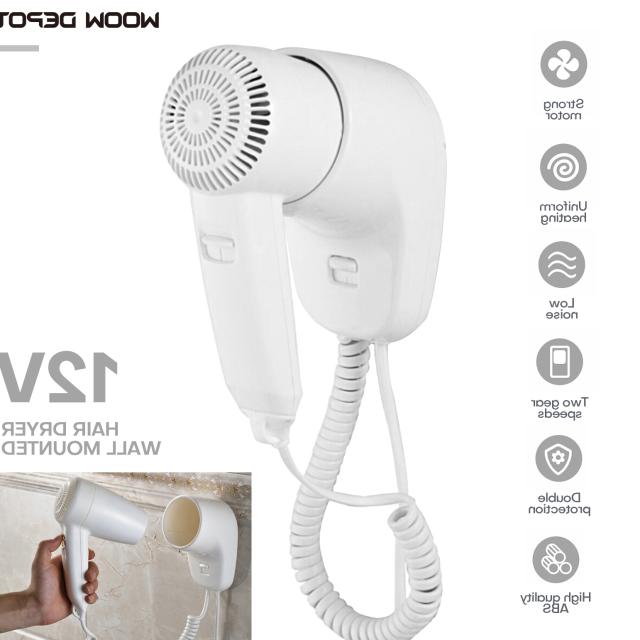 MOOM DEPOT
Strong
motor
Uniform
heating
Low
noise
Two gear
speeds
12V
HAIR DRYER
WALL MOUNTED
Double
protection
High quality
ABS